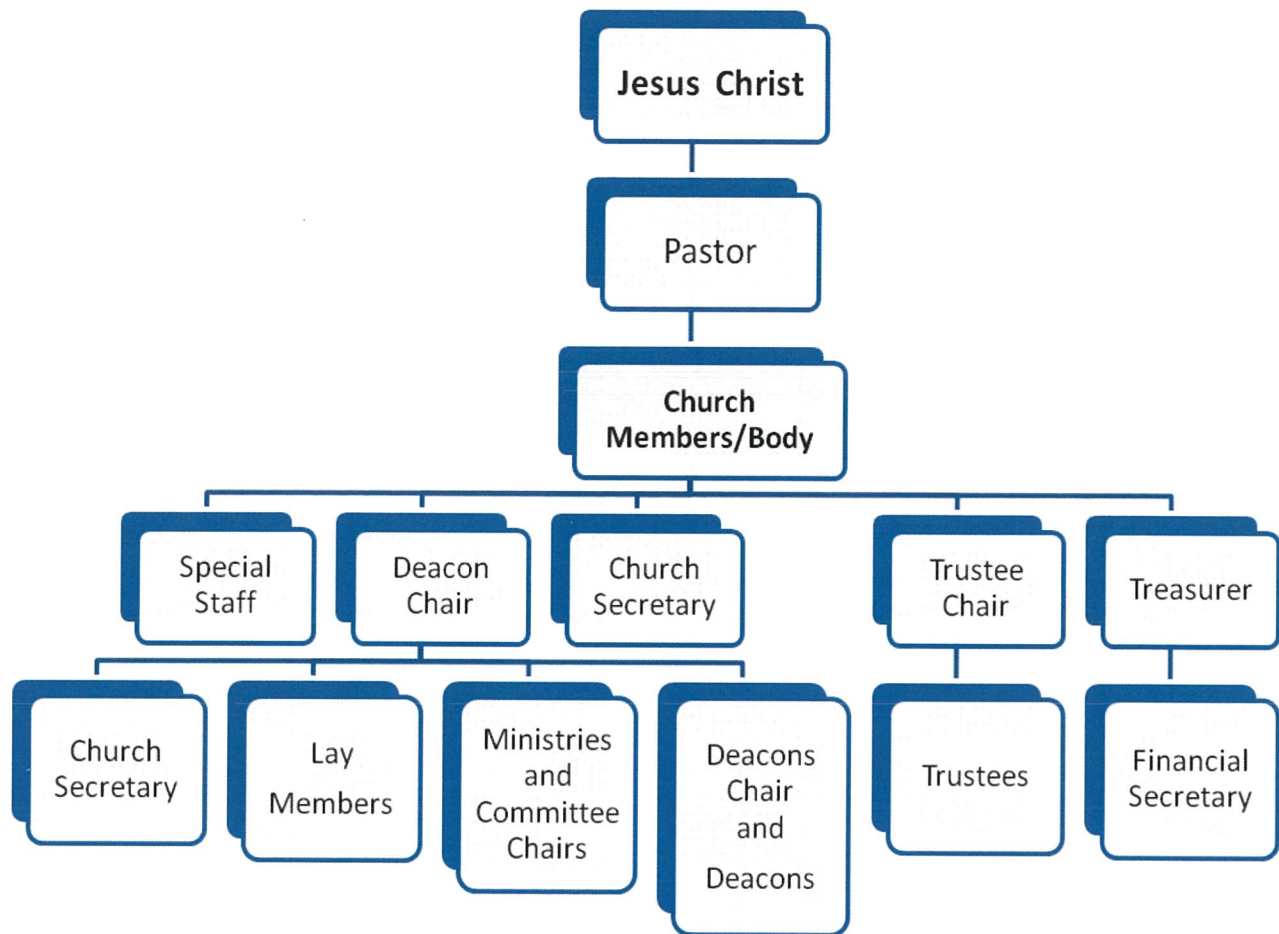 Jesus Christ
Pastor
Church
Members/Body
Special
Staff
Deacon
Chair
Church
Secretary
Trustee
Chair
Treasurer
Church
Secretary
Lay
Members
Ministries
and
Committee
Chairs
Deacons
Chair
and
Deacons
Trustees
Financial
Secretary